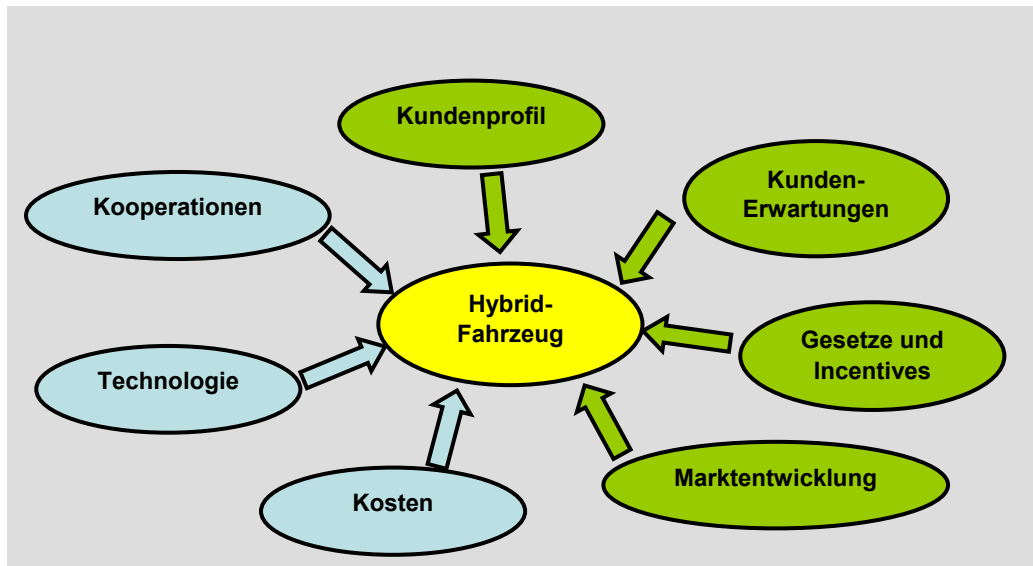 Kundenprofil
Kunden-
Erwartungen
Kooperationen
Hybrid-
Fahrzeug
Gesetze und
Incentives
Technologie
Marktentwicklung
Kosten